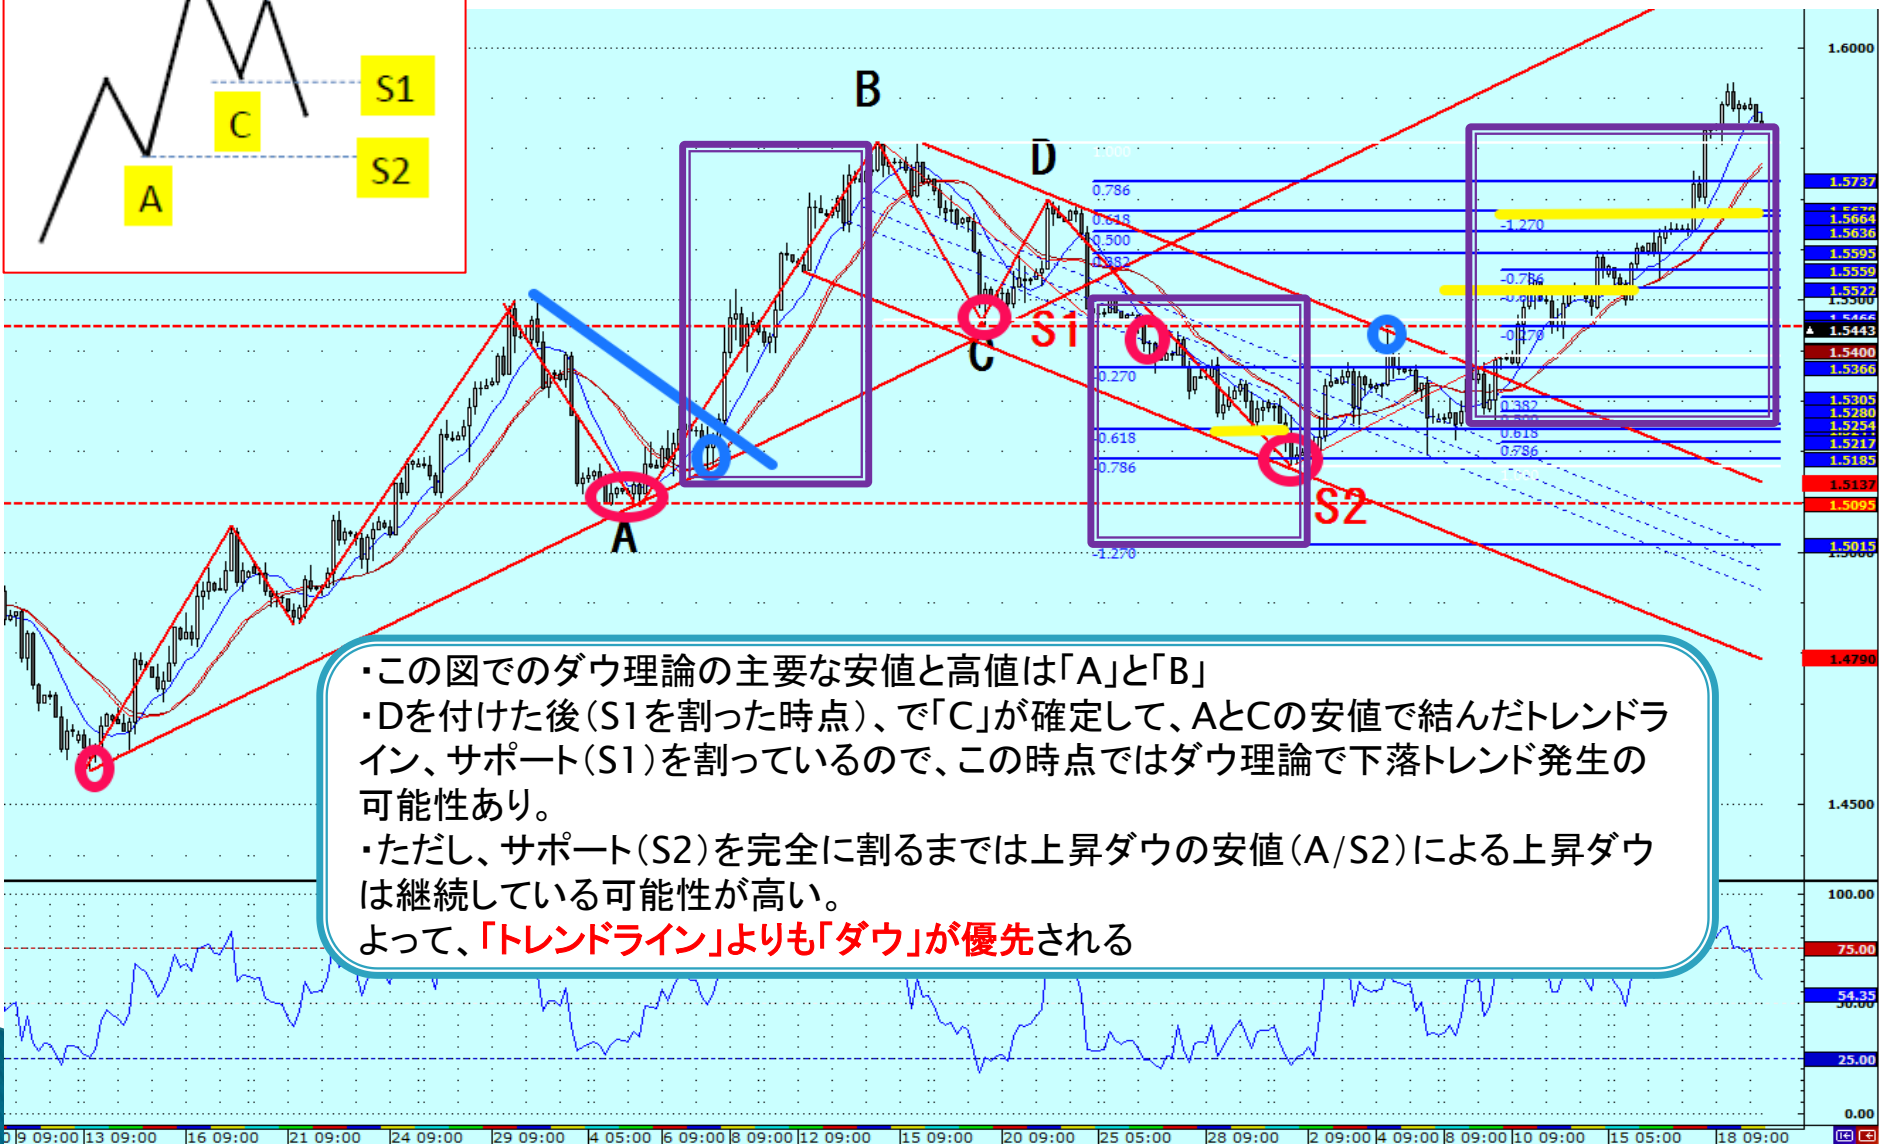 S1
C
S2
A
B
D
1.000
0.786
0.618
0.500
0.382
C
S1
-0.270
-0.618
-0.786
-1.270
S2
A
-1.270
-0.786
-0.270
0.382
0.618
0.786
1.6000
1.5737
1.5664
1.5636
1.5595
1.5559
1.5522
1.5443
1.5400
1.5366
1.5305
1.5280
1.5254
1.5217
1.5185
1.5137
1.5095
1.5015
1.4790
1.4500
・この図でのダウ理論の主要な安値と高値は「A」と「B」
・Dを付けた後(S1を割った時点)、で「C」が確定して、AとCの安値で結んだトレンドラ
イン、サポート(S1)を割っているので、この時点ではダウ理論で下落トレンド発生の
可能性あり。
・ただし、サポート(S2)を完全に割るまでは上昇ダウの安値(A/S2)による上昇ダウ
は継続している可能性が高い。
よって、「トレンドライン」よりも「ダウ」が優先される
100.00
75.00
54.35
25.00
0.00
9 09:00 13 09:00 16 09:00 21 09:00 24 09:00 29 09:00 4 05:00 6 09:00 8 09:00 12 09:00 15 09:00 20 09:00 25 05:00 28 09:00 2 09:00 4 09:00 8 09:00 10 09:00 15 05:00 18 09:00